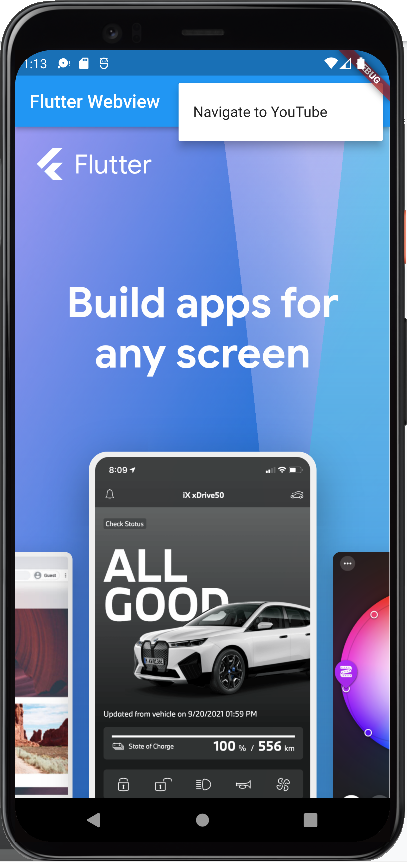 1:13
DEBUG
Flutter Webview
Navigate to YouTube
Flutter
Build apps for
any screen
8:09
iX xDrive50
Check Status
ALL
GOOD
Guest
Updated from vehicle on 9/20/2021 01:59 PM
State of Charge
100 % / 556 km